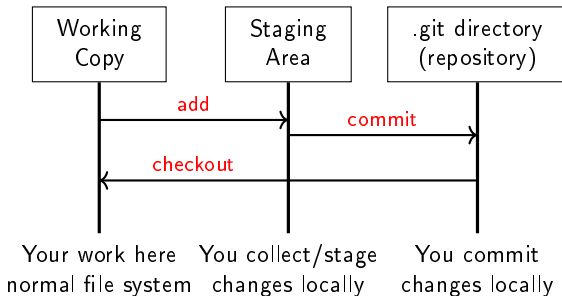 Working
Copy
Staging
Area
.git directory
(repository)
add
commit
checkout
Your work here
normal file system
You collect/stage
changes locally
You commit
changes locally